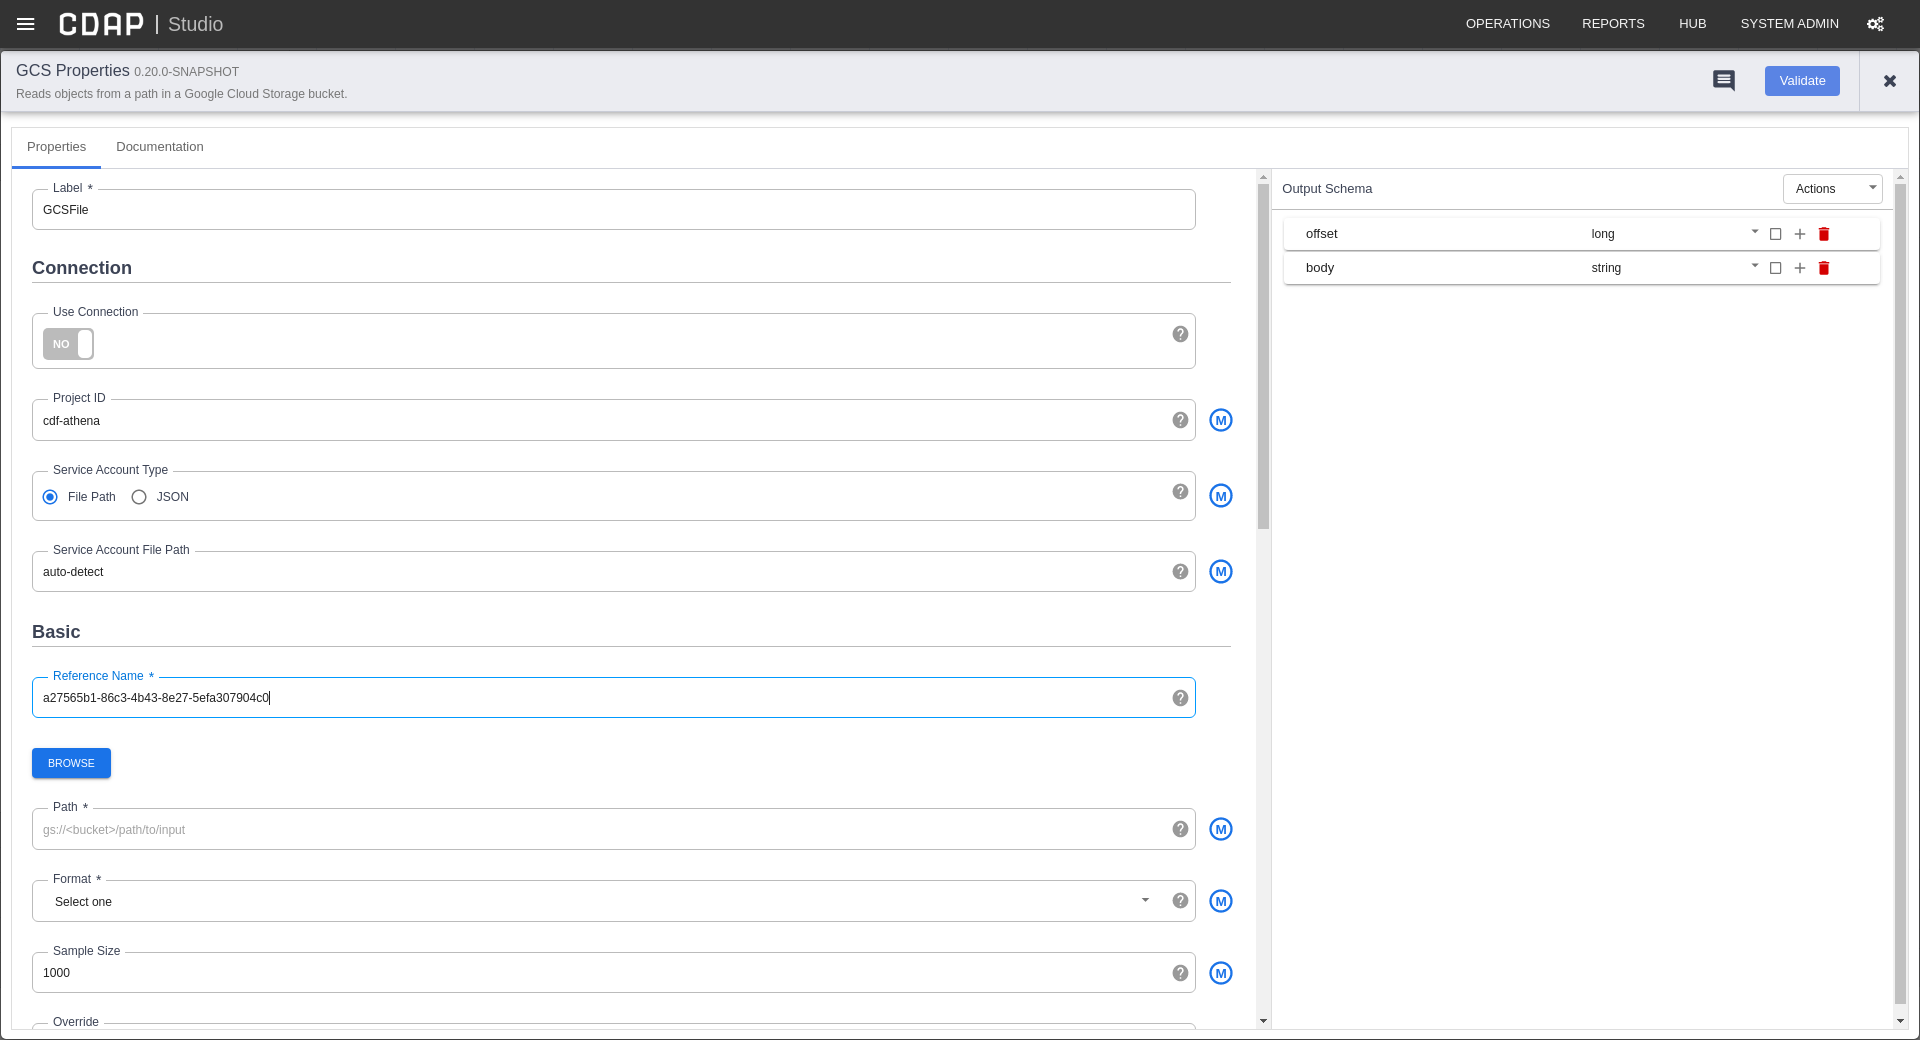 CDAP | Studio
OPERATIONS REPORTS HUB SYSTEM ADMIN
GCS Properties 0.20.0-SNAPSHOT
Reads objects from a path in a Google Cloud Storage bucket.
Validate
Properties Documentation
Label *
GCSFile
Connection
Use Connection
NO
Project ID
cdf-athena
M
Service Account Type
File Path JSON
M
Service Account File Path
auto-detect
M
Basic
Reference Name *
a27565b1-86c3-4b43-8e27-5efa307904c0
BROWSE
Path *
gs://<bucket>/path/to/input
M
Format *
Select one
M
Sample Size
1000
M
Override
Output Schema
Actions
offset long
body string